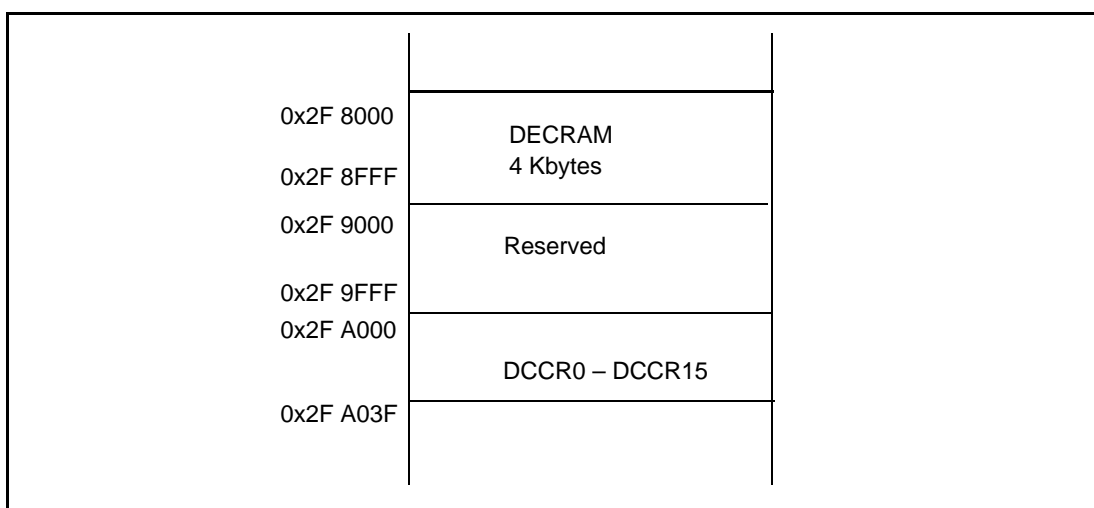 0x2F 8000
DECRAM
4 Kbytes
0x2F 8FFF
0x2F 9000
Reserved
0x2F 9FFF
0x2F A000
DCCR0 – DCCR15
0x2F A03F